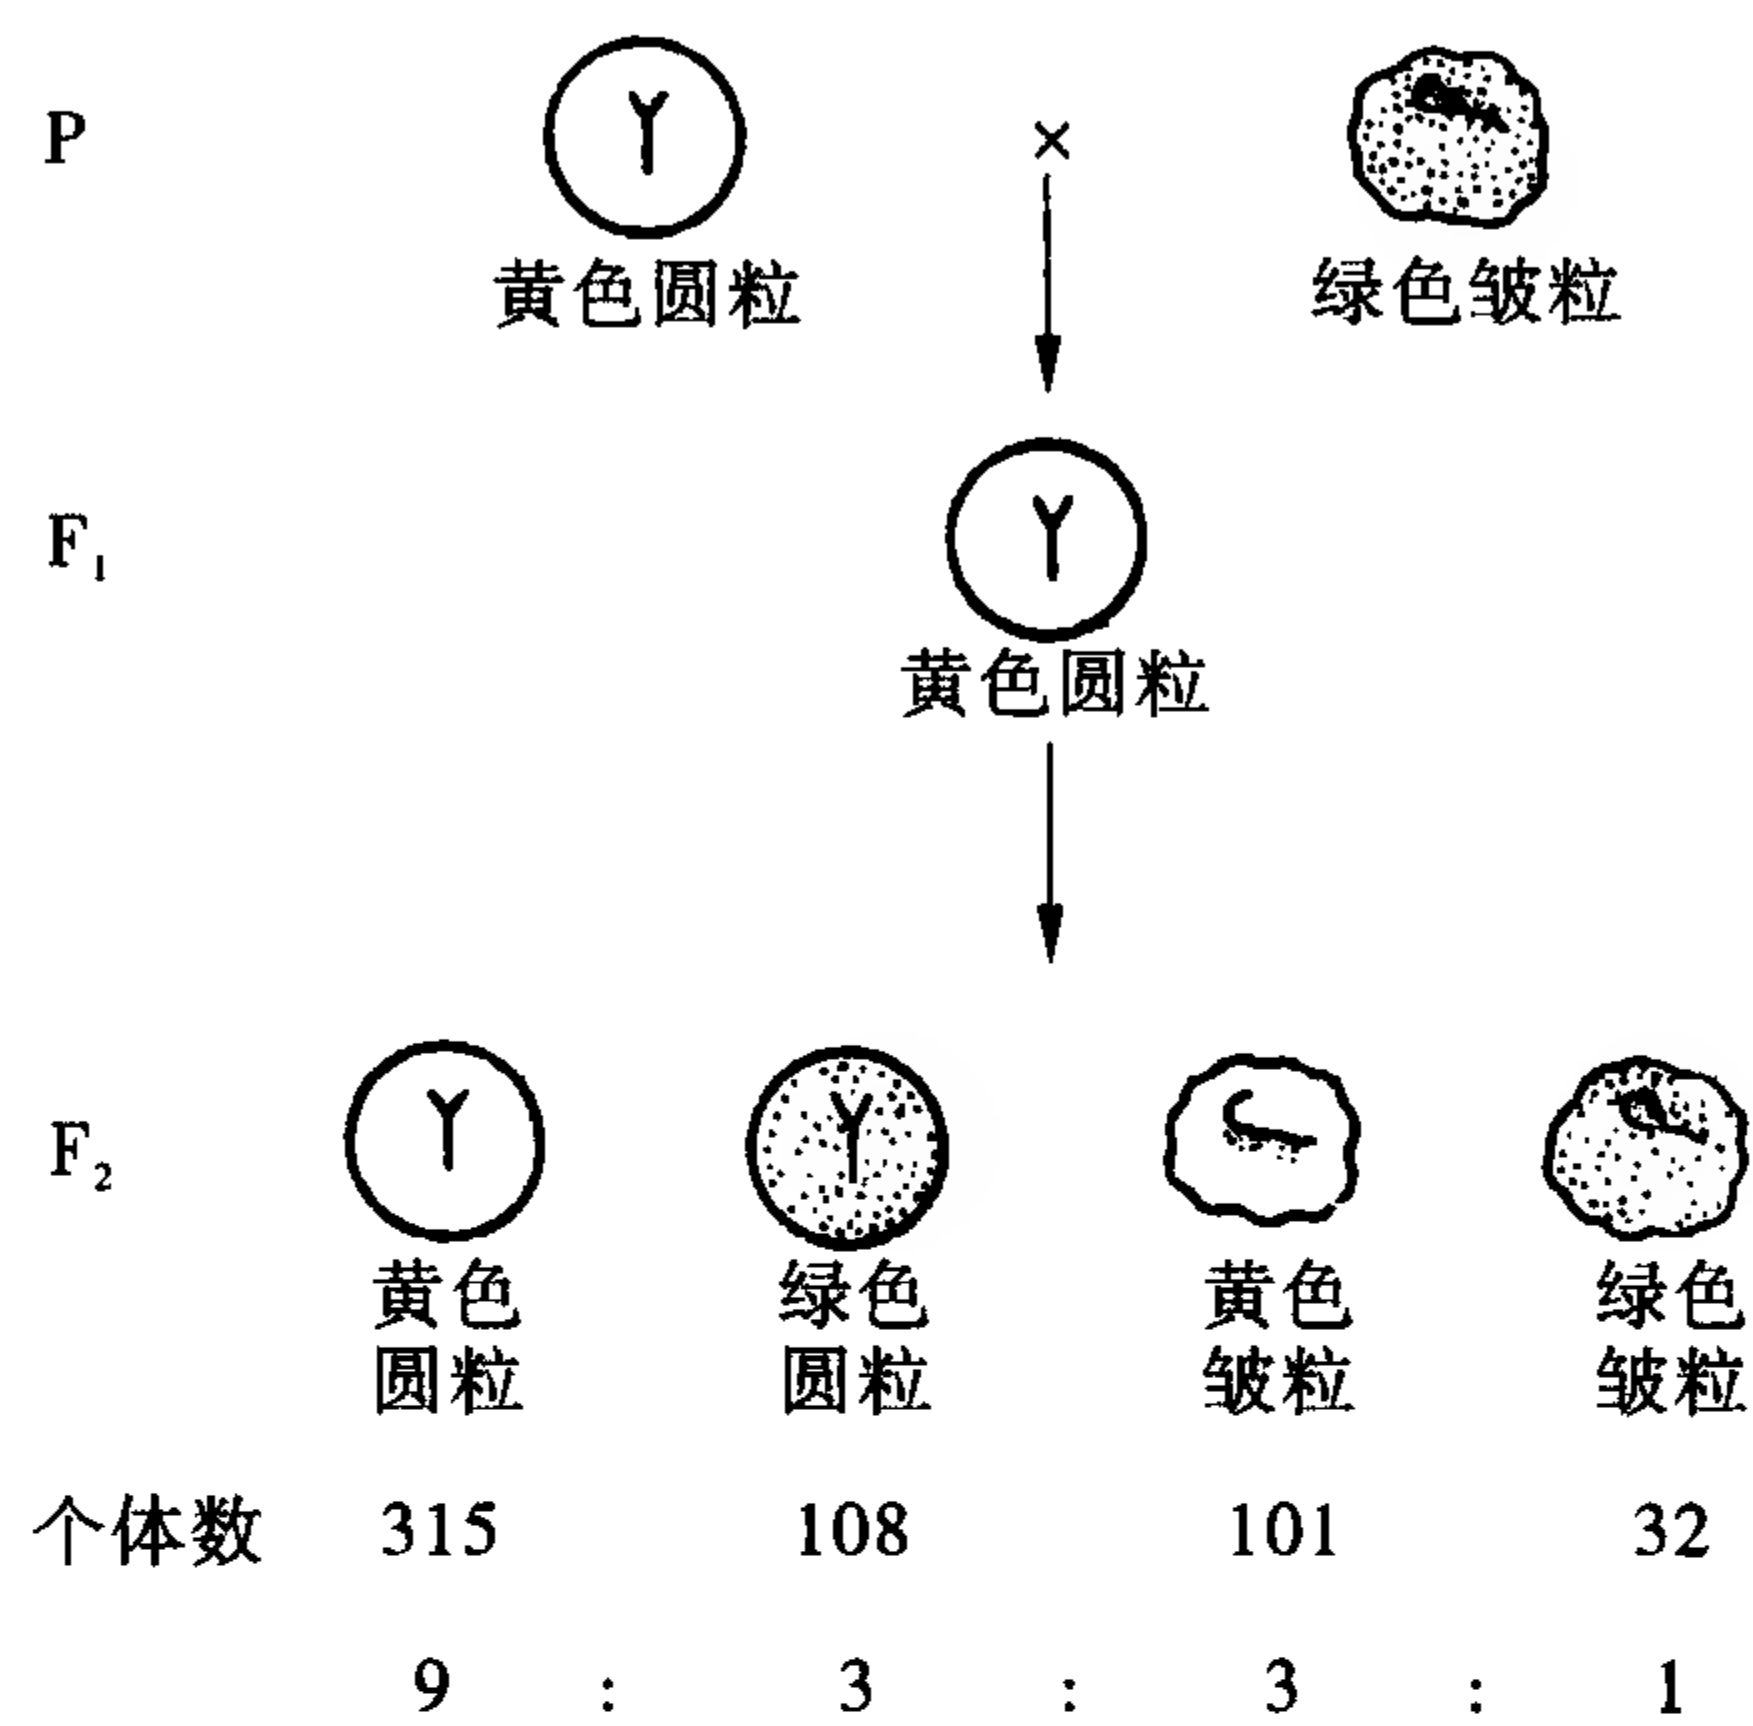 P
×
黄色圆粒 绿色皱粒
F₁
黄色圆粒
F₂
黄色圆粒 绿色圆粒 黄色皱粒 绿色皱粒
个体数 315 108 101 32
9 : 3 : 3 : 1